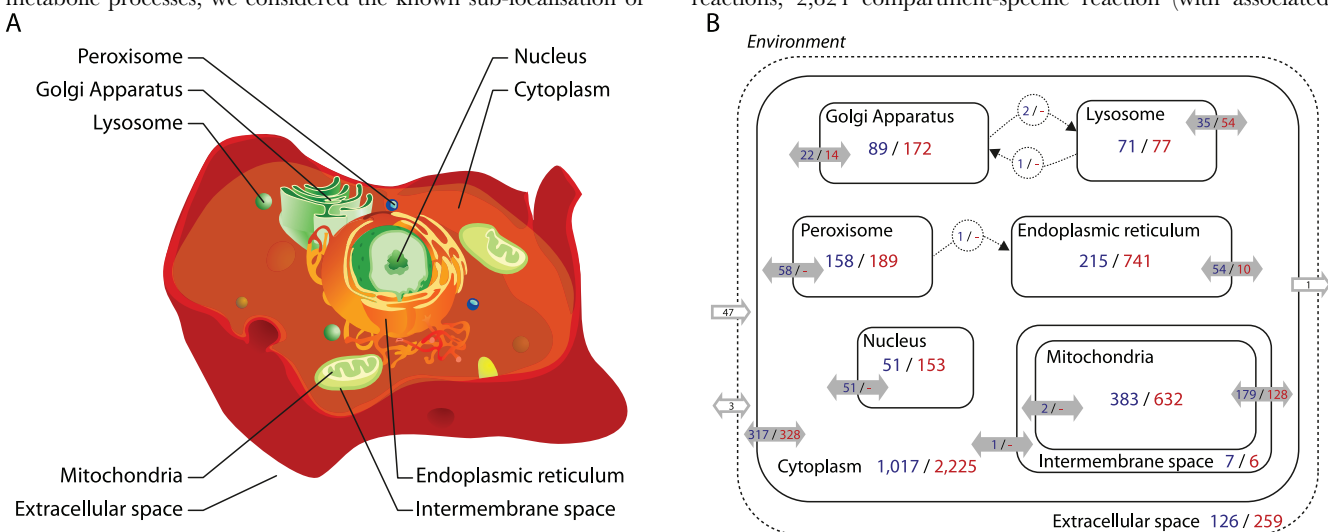 metabolic processes, we considered the known sub-localisation of
reactions, 2,821 compartment-specific reaction (with associated
A
Peroxisome
Golgi Apparatus
Lysosome
Nucleus
Cytoplasm
Mitochondria
Extracellular space
Endoplasmic reticulum
Intermembrane space
B
Environment
Golgi Apparatus
89 / 172
22 / 14
2 / -
1 / -
Lysosome
71 / 77
35 / 54
Peroxisome
158 / 189
58 / -
1 / -
Endoplasmic reticulum
215 / 741
54 / 10
1
47
Nucleus
51 / 153
51 / -
Mitochondria
383 / 632
2 / -
179 / 128
3
317 / 328
1 / -
Cytoplasm 1,017 / 2,225
Intermembrane space 7 / 6
Extracellular space 126 / 259